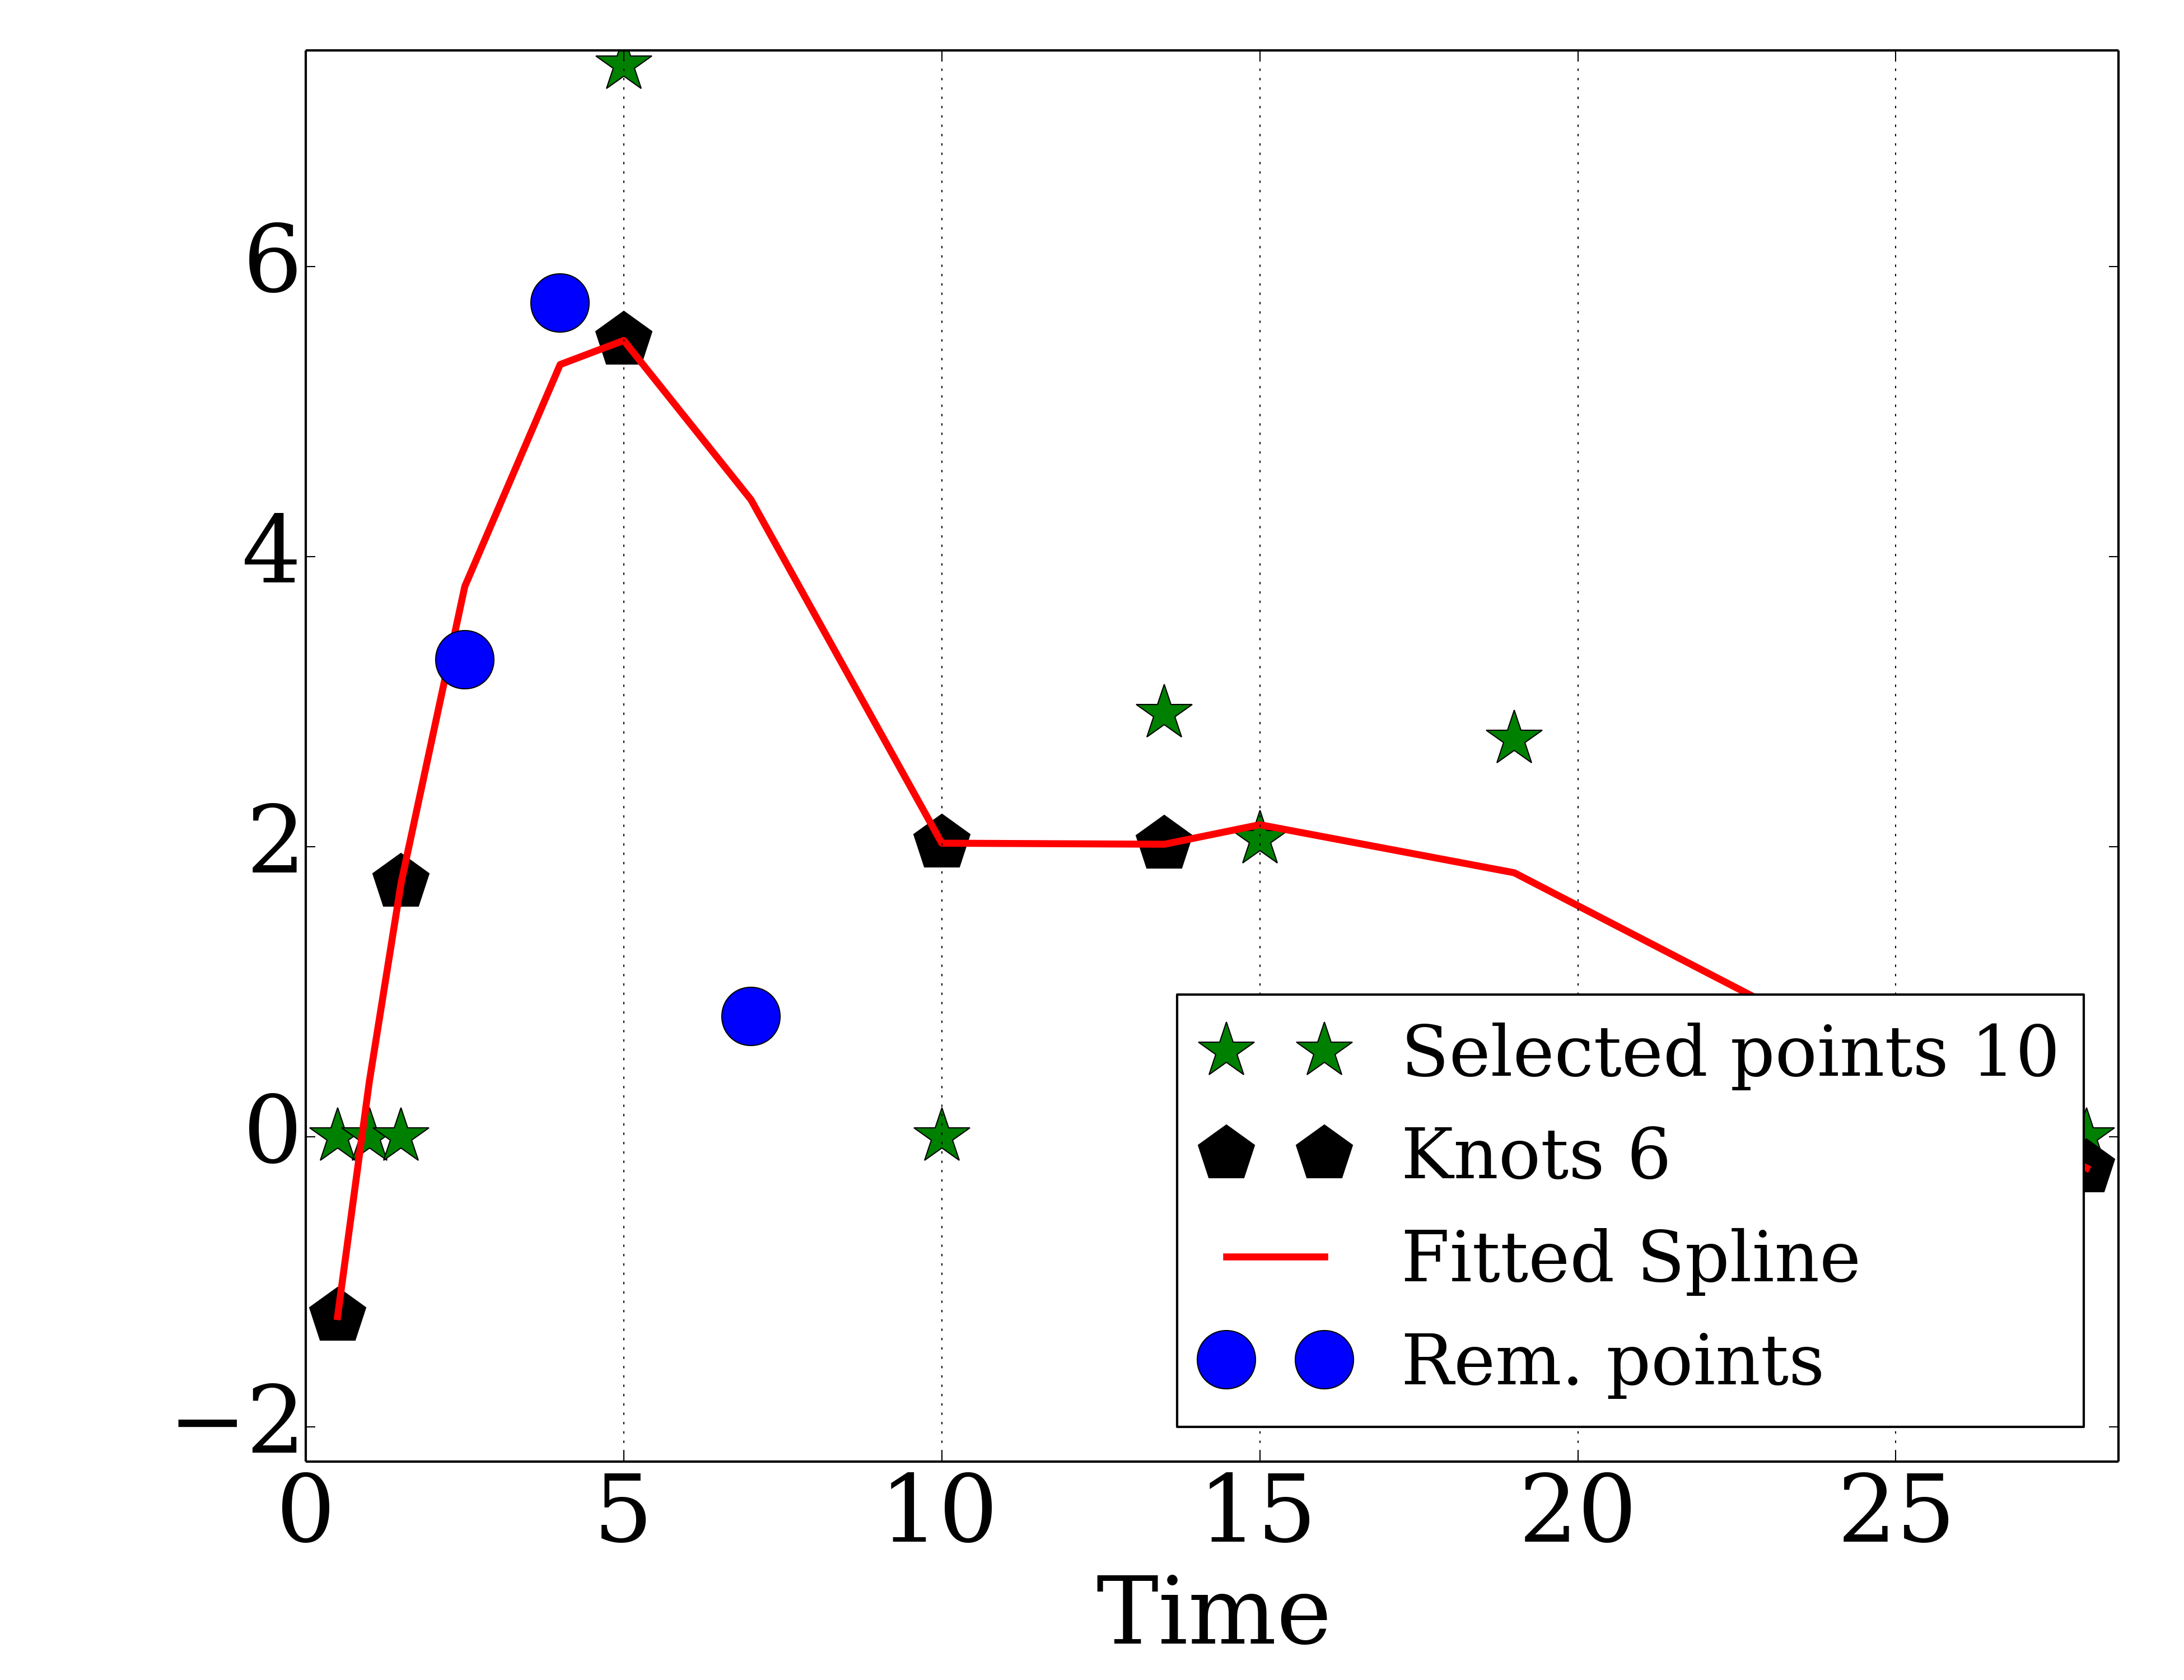 6
4
2
0
−2
0 5 10 15 20 25
Time
Selected points 10
Knots 6
Fitted Spline
Rem. points